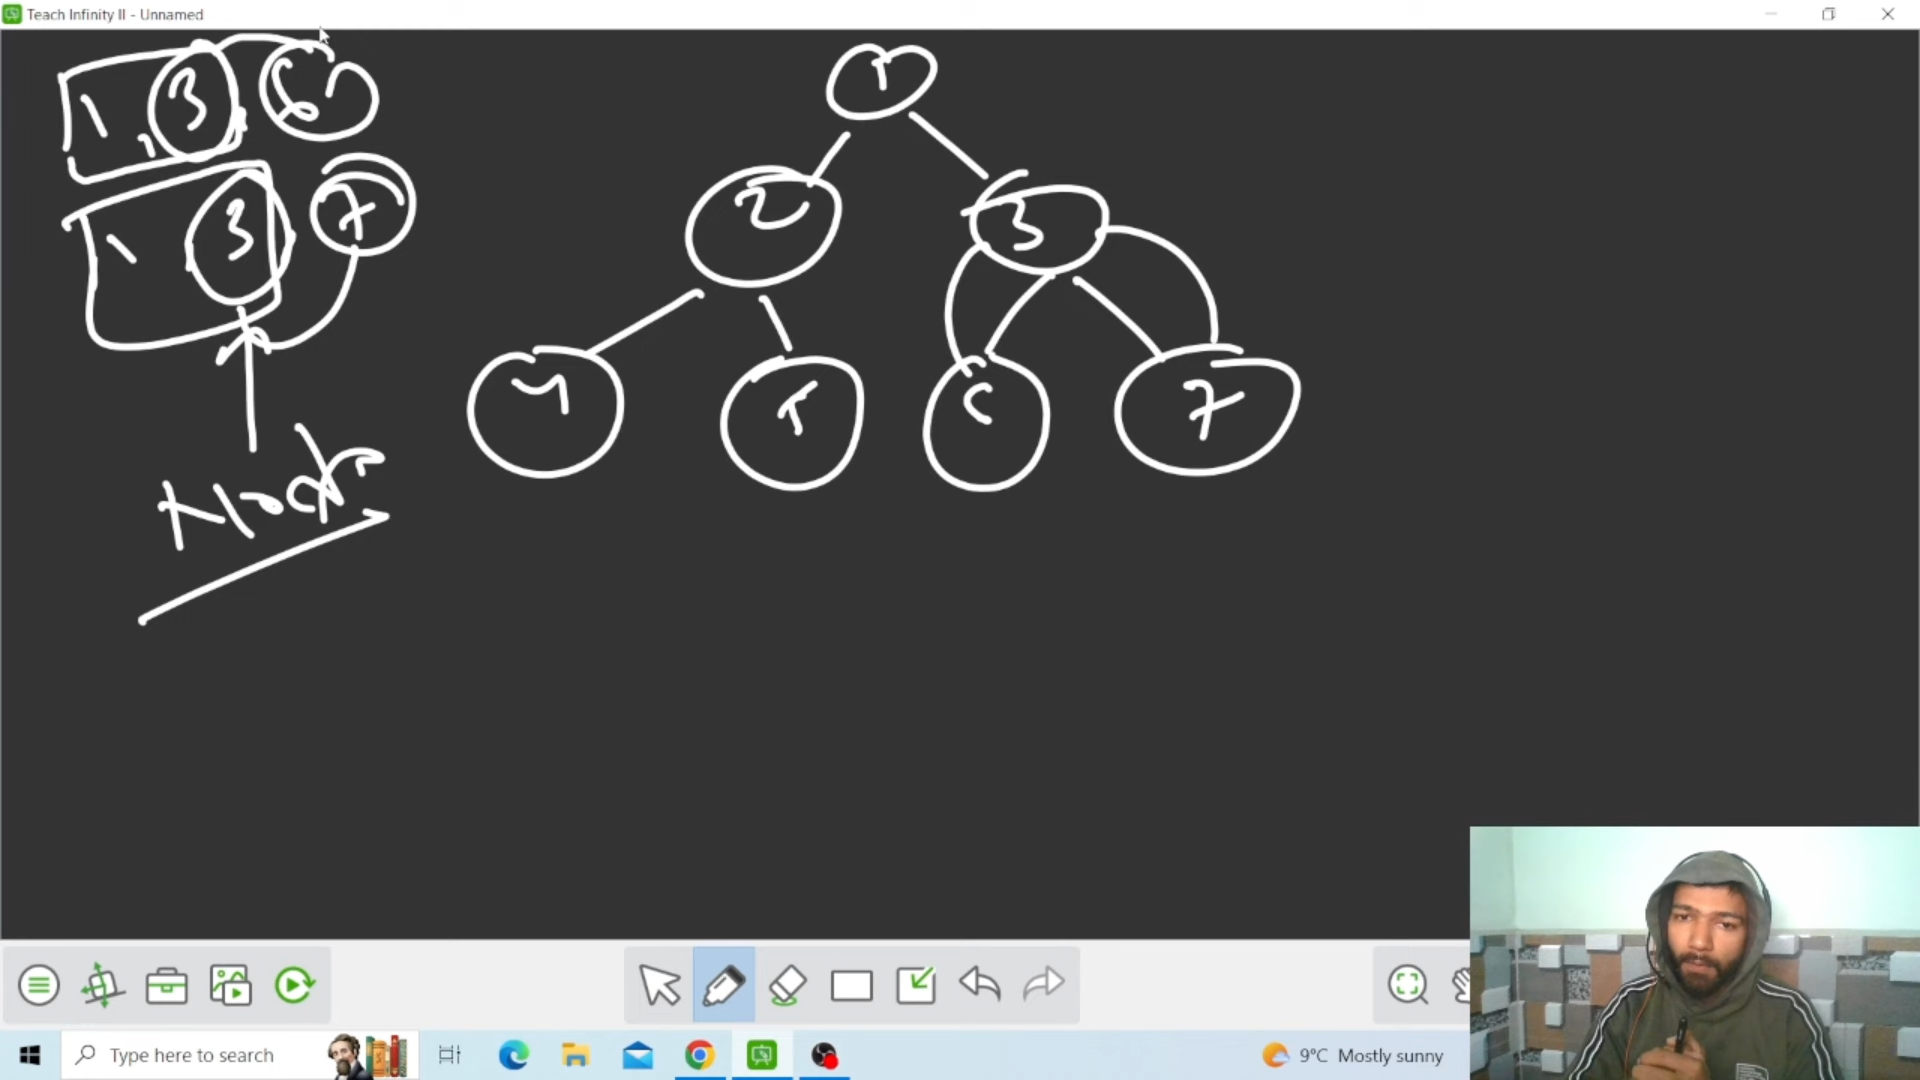 Teach Infinity II - Unnamed
1, 3 6
1 3 7
Node
1
2 3
4 5 6 7
Type here to search
9°C Mostly sunny